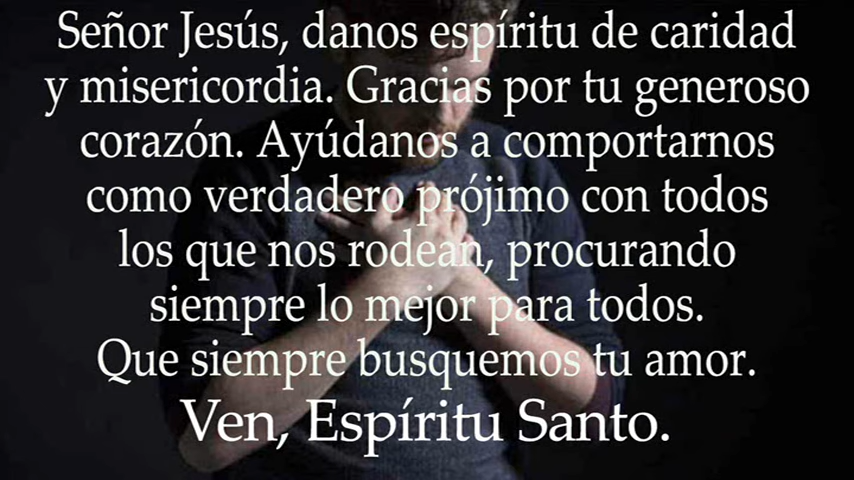 Señor Jesús, danos espíritu de caridad
y misericordia. Gracias por tu generoso
corazón. Ayúdanos a comportarnos
como verdadero prójimo con todos
los que nos rodean, procurando
siempre lo mejor para todos.
Que siempre busquemos tu amor.
Ven, Espíritu Santo.